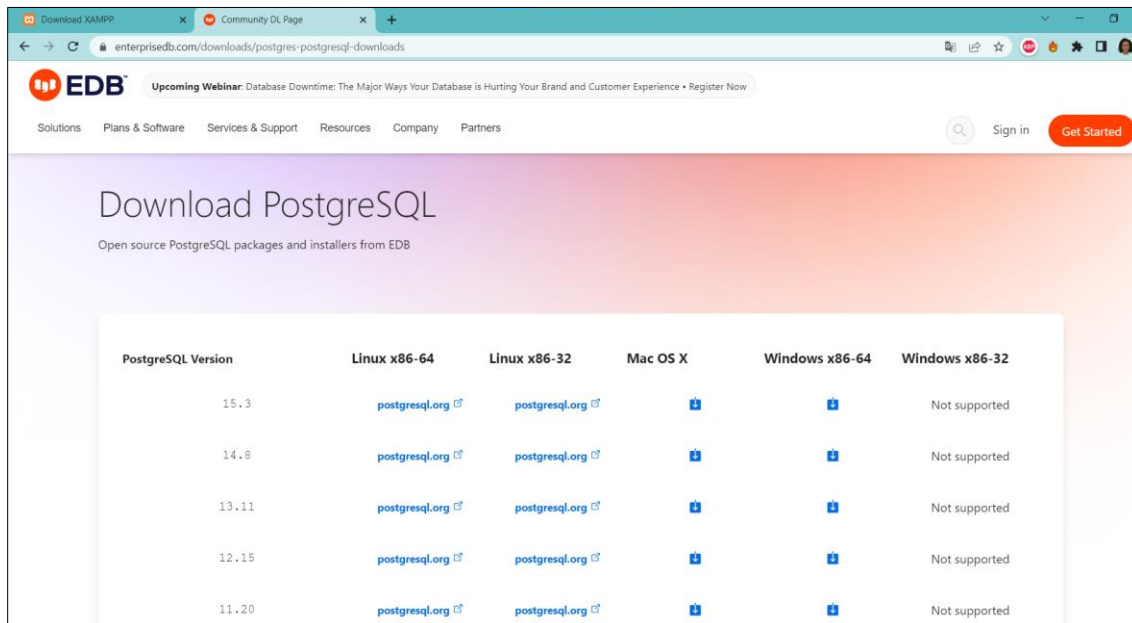 Download XAMPP
Community DL Page
enterprisedb.com/downloads/postgres-postgresql-downloads
ABP
EDB
Upcoming Webinar: Database Downtime: The Major Ways Your Database is Hurting Your Brand and Customer Experience • Register Now
Solutions Plans & Software Services & Support Resources Company Partners Sign in Get Started
Download PostgreSQL
Open source PostgreSQL packages and installers from EDB
PostgreSQL Version Linux x86-64 Linux x86-32 Mac OS X Windows x86-64 Windows x86-32
15.3 postgresql.org postgresql.org Not supported
14.8 postgresql.org postgresql.org Not supported
13.11 postgresql.org postgresql.org Not supported
12.15 postgresql.org postgresql.org Not supported
11.20 postgresql.org postgresql.org Not supported